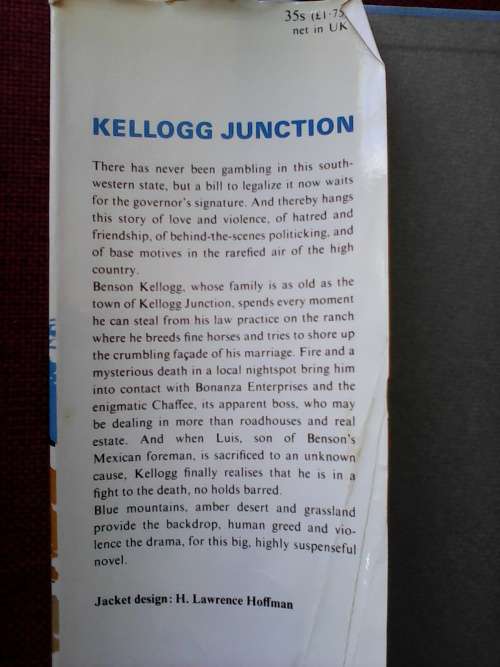 35s (£1·75)
net in UK
KELLOGG JUNCTION
There has never been gambling in this south-
western state, but a bill to legalize it now waits
for the governor's signature. And thereby hangs
this story of love and violence, of hatred and
friendship, of behind-the-scenes politicking, and
of base motives in the rarefied air of the high
country.
Benson Kellogg, whose family is as old as the
town of Kellogg Junction, spends every moment
he can steal from his law practice on the ranch
where he breeds fine horses and tries to shore up
the crumbling façade of his marriage. Fire and a
mysterious death in a local nightspot bring him
into contact with Bonanza Enterprises and the
enigmatic Chaffee, its apparent boss, who may
be dealing in more than roadhouses and real
estate. And when Luis, son of Benson's
Mexican foreman, is sacrificed to an unknown
cause, Kellogg finally realises that he is in a
fight to the death, no holds barred.
Blue mountains, amber desert and grassland
provide the backdrop, human greed and vio-
lence the drama, for this big, highly suspenseful
novel.
Jacket design: H. Lawrence Hoffman